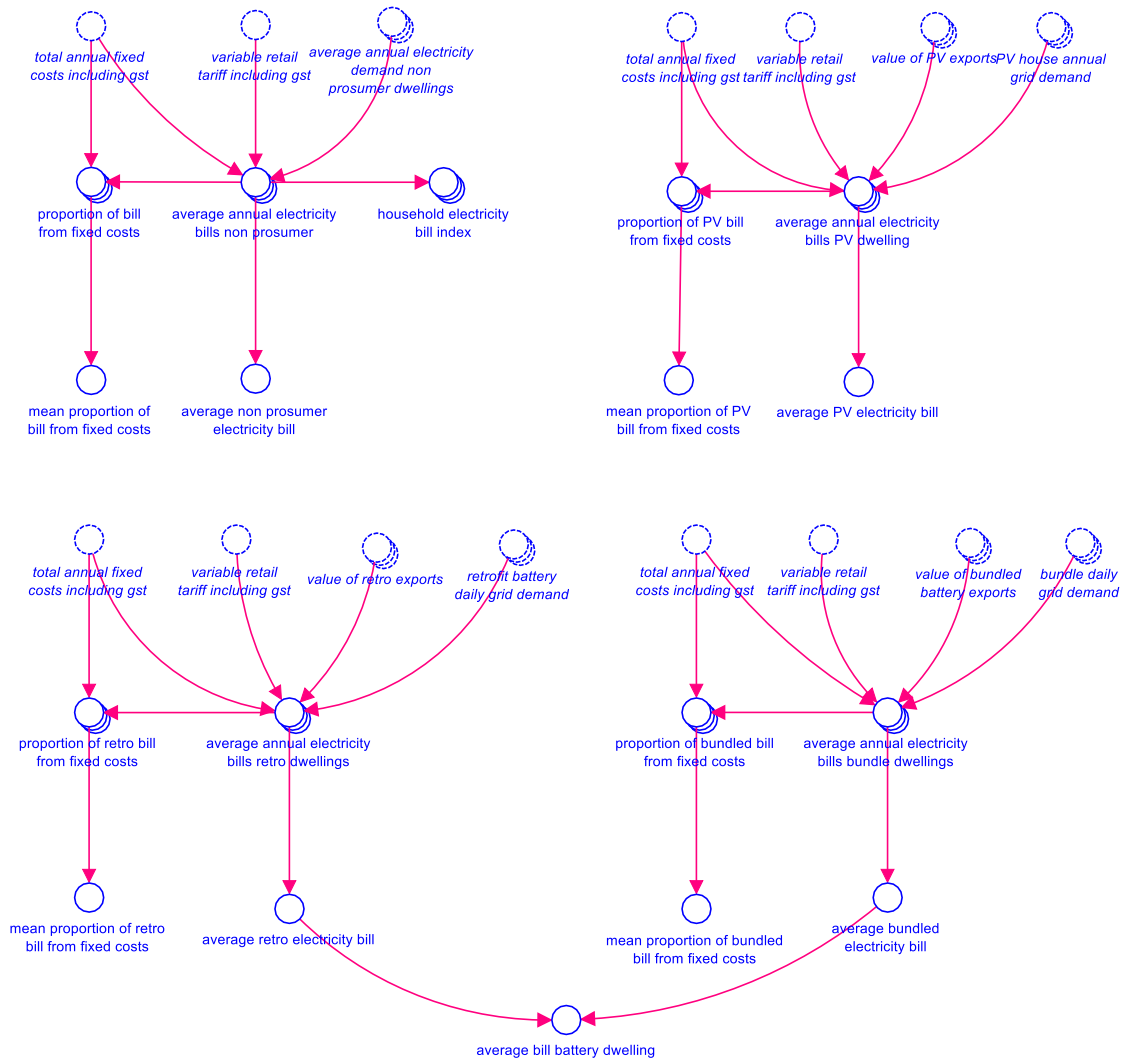 total annual fixed
costs including gst
variable retail
tariff including gst
average annual electricity
demand non
prosumer dwellings
proportion of bill
from fixed costs
average annual electricity
bills non prosumer
household electricity
bill index
mean proportion of
bill from fixed costs
average non prosumer
electricity bill
total annual fixed
costs including gst
variable retail
tariff including gst
value of PV exports
PV house annual
grid demand
proportion of PV bill
from fixed costs
average annual electricity
bills PV dwelling
mean proportion of PV
bill from fixed costs
average PV electricity bill
total annual fixed
costs including gst
variable retail
tariff including gst
value of retro exports
retrofit battery
daily grid demand
proportion of retro bill
from fixed costs
average annual electricity
bills retro dwellings
mean proportion of retro
bill from fixed costs
average retro electricity bill
total annual fixed
costs including gst
variable retail
tariff including gst
value of bundled
battery exports
bundle daily
grid demand
proportion of bundled bill
from fixed costs
average annual electricity
bills bundle dwellings
mean proportion of bundled
bill from fixed costs
average bundled
electricity bill
average bill battery dwelling